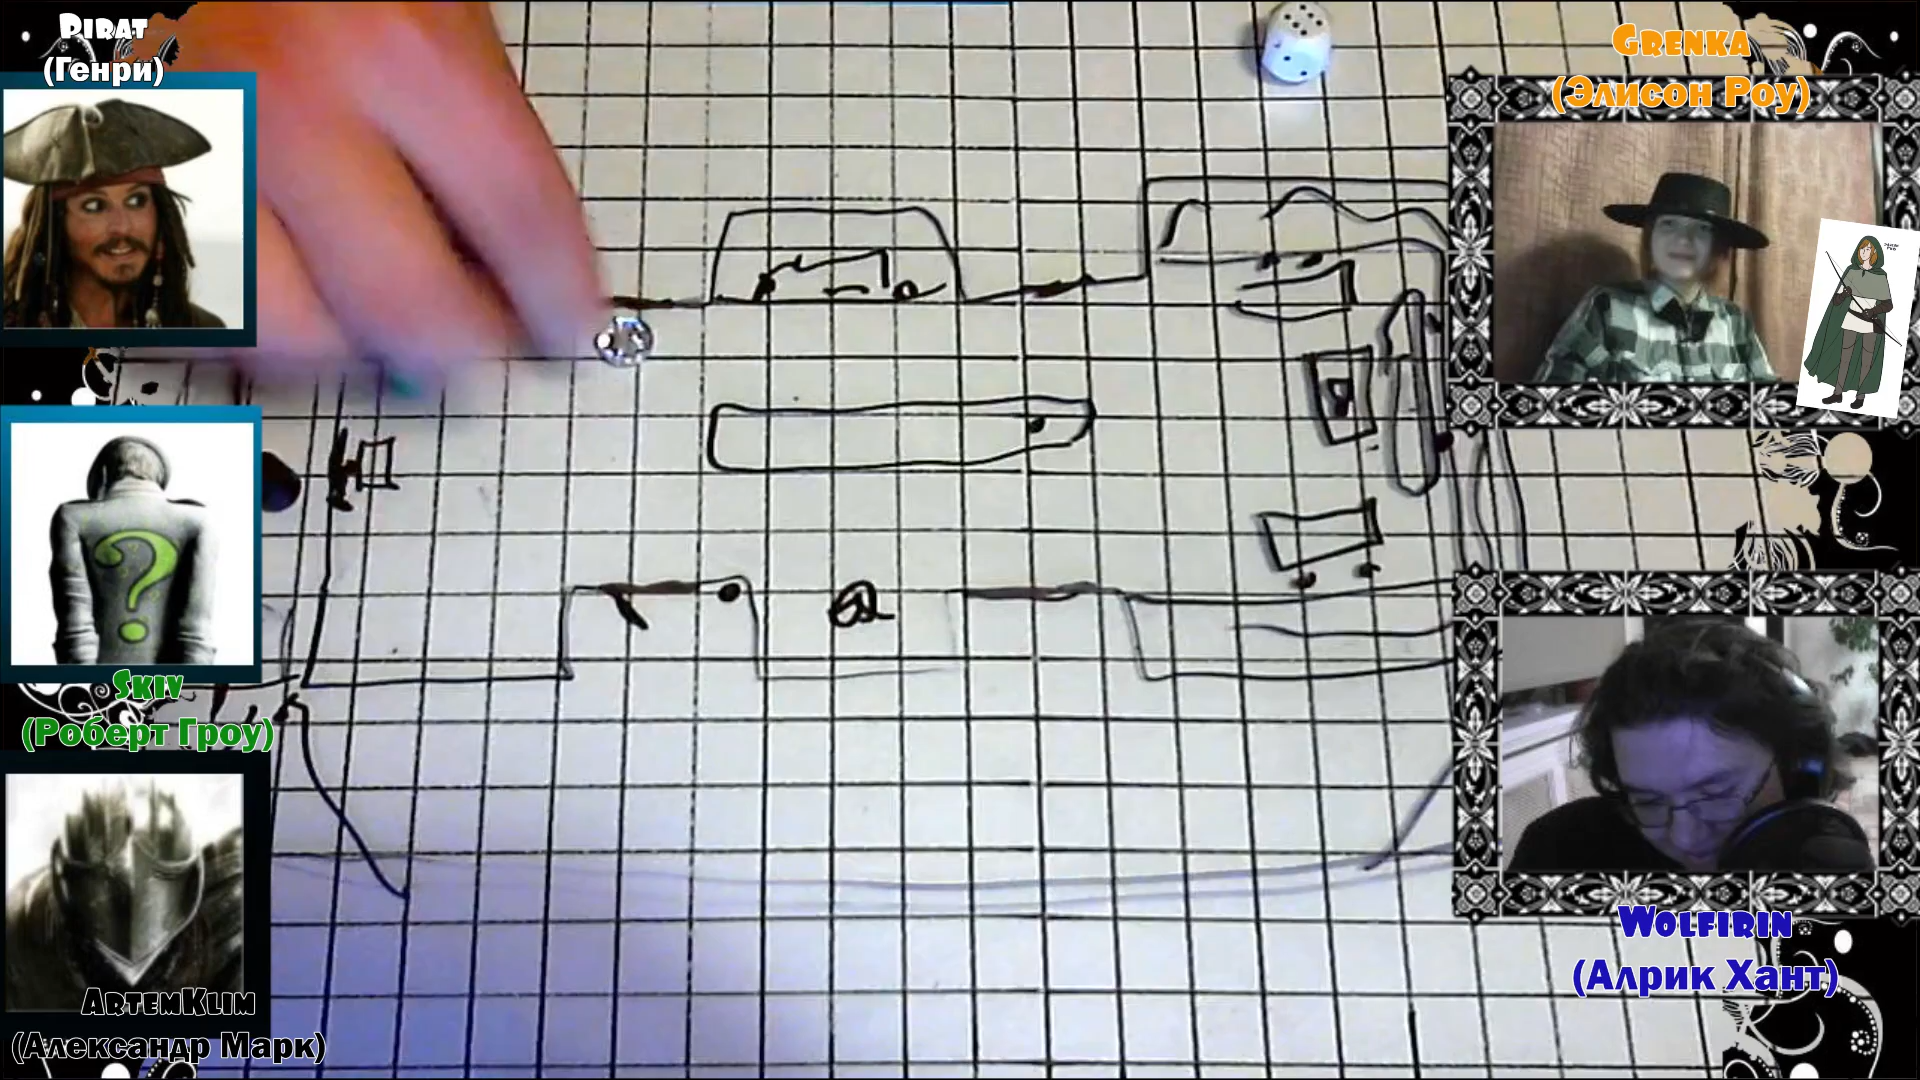 Pirat
(Генри)
Skiv
(Роберт Гроу)
ArtemKlim
(Александр Марк)
Grenka
(Элисон Роу)
Wolfirin
(Алрик Хант)